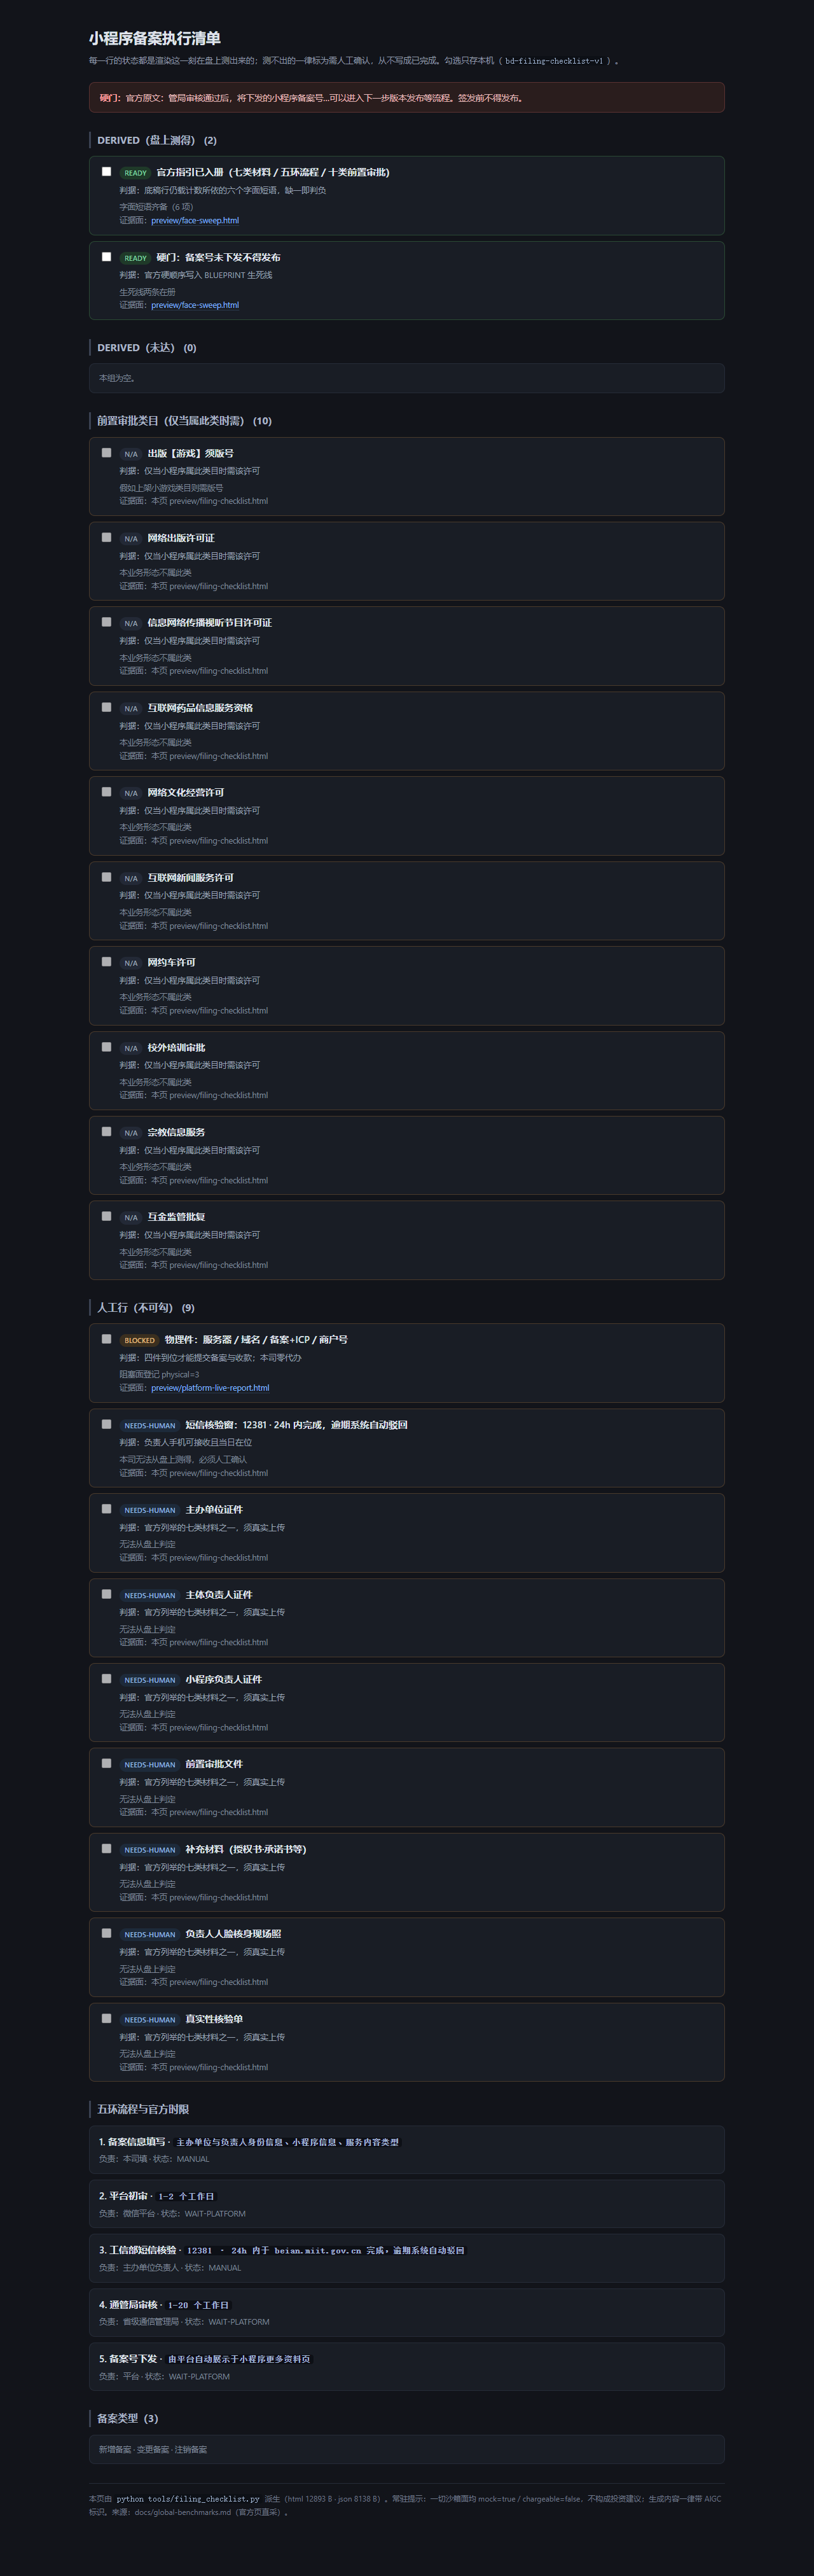 小程序备案执行清单
每一行的状态都是渲染这一刻在盘上测出来的；测不出的一律标为需人工确认，从不写成已完成。勾选只存本机（ bd-filing-checklist-v1 ）。
硬门：官方原文：管局审核通过后，将下发的小程序备案号…可以进入下一步版本发布等流程。签发前不得发布。
DERIVED（盘上测得）（2）
READY 官方指引已入册（七类材料 / 五环流程 / 十类前置审批）
判据：底稿行仍载计数所依的六个字面短语，缺一即判负
字面短语齐备（6 项）
证据面：preview/face-sweep.html
READY 硬门：备案号未下发不得发布
判据：官方硬顺序写入 BLUEPRINT 生死线
生死线两条在册
证据面：preview/face-sweep.html
DERIVED（未达）（0）
本组为空。
前置审批类目（仅当属此类时需）（10）
N/A 出版【游戏】须版号
判据：仅当小程序属此类目时需该许可
假如上架小游戏类目则需版号
证据面：本页 preview/filing-checklist.html
N/A 网络出版许可证
判据：仅当小程序属此类目时需该许可
本业务形态不属此类
证据面：本页 preview/filing-checklist.html
N/A 信息网络传播视听节目许可证
判据：仅当小程序属此类目时需该许可
本业务形态不属此类
证据面：本页 preview/filing-checklist.html
N/A 互联网药品信息服务资格
判据：仅当小程序属此类目时需该许可
本业务形态不属此类
证据面：本页 preview/filing-checklist.html
N/A 网络文化经营许可
判据：仅当小程序属此类目时需该许可
本业务形态不属此类
证据面：本页 preview/filing-checklist.html
N/A 互联网新闻服务许可
判据：仅当小程序属此类目时需该许可
本业务形态不属此类
证据面：本页 preview/filing-checklist.html
N/A 网约车许可
判据：仅当小程序属此类目时需该许可
本业务形态不属此类
证据面：本页 preview/filing-checklist.html
N/A 校外培训审批
判据：仅当小程序属此类目时需该许可
本业务形态不属此类
证据面：本页 preview/filing-checklist.html
N/A 宗教信息服务
判据：仅当小程序属此类目时需该许可
本业务形态不属此类
证据面：本页 preview/filing-checklist.html
N/A 互金监管批复
判据：仅当小程序属此类目时需该许可
本业务形态不属此类
证据面：本页 preview/filing-checklist.html
人工行（不可勾）（9）
BLOCKED 物理件：服务器 / 域名 / 备案+ICP / 商户号
判据：四件到位才能提交备案与收款；本司零代办
阻塞面登记 physical=3
证据面：preview/platform-live-report.html
NEEDS-HUMAN 短信核验窗：12381 · 24h 内完成，逾期系统自动驳回
判据：负责人手机可接收且当日在位
本司无法从盘上测得，必须人工确认
证据面：本页 preview/filing-checklist.html
NEEDS-HUMAN 主办单位证件
判据：官方列举的七类材料之一，须真实上传
无法从盘上判定
证据面：本页 preview/filing-checklist.html
NEEDS-HUMAN 主体负责人证件
判据：官方列举的七类材料之一，须真实上传
无法从盘上判定
证据面：本页 preview/filing-checklist.html
NEEDS-HUMAN 小程序负责人证件
判据：官方列举的七类材料之一，须真实上传
无法从盘上判定
证据面：本页 preview/filing-checklist.html
NEEDS-HUMAN 前置审批文件
判据：官方列举的七类材料之一，须真实上传
无法从盘上判定
证据面：本页 preview/filing-checklist.html
NEEDS-HUMAN 补充材料（授权书·承诺书等）
判据：官方列举的七类材料之一，须真实上传
无法从盘上判定
证据面：本页 preview/filing-checklist.html
NEEDS-HUMAN 负责人人脸核身现场照
判据：官方列举的七类材料之一，须真实上传
无法从盘上判定
证据面：本页 preview/filing-checklist.html
NEEDS-HUMAN 真实性核验单
判据：官方列举的七类材料之一，须真实上传
无法从盘上判定
证据面：本页 preview/filing-checklist.html
五环流程与官方时限
1. 备案信息填写 · 主办单位与负责人身份信息、小程序信息、服务内容类型
负责：本司填 · 状态：MANUAL
2. 平台初审 · 1-2 个工作日
负责：微信平台 · 状态：WAIT-PLATFORM
3. 工信部短信核验 · 12381 · 24h 内于 beian.miit.gov.cn 完成，逾期系统自动驳回
负责：主办单位负责人 · 状态：MANUAL
4. 通管局审核 · 1-20 个工作日
负责：省级通信管理局 · 状态：WAIT-PLATFORM
5. 备案号下发 · 由平台自动展示于小程序更多资料页
负责：平台 · 状态：WAIT-PLATFORM
备案类型（3）
新增备案 · 变更备案 · 注销备案
本页由 python tools/filing_checklist.py 派生（html 12893 B · json 8138 B）。常驻提示：一切沙箱面均 mock=true / chargeable=false，不构成投资建议；生成内容一律带 AIGC
标识。来源：docs/global-benchmarks.md（官方页直采）。